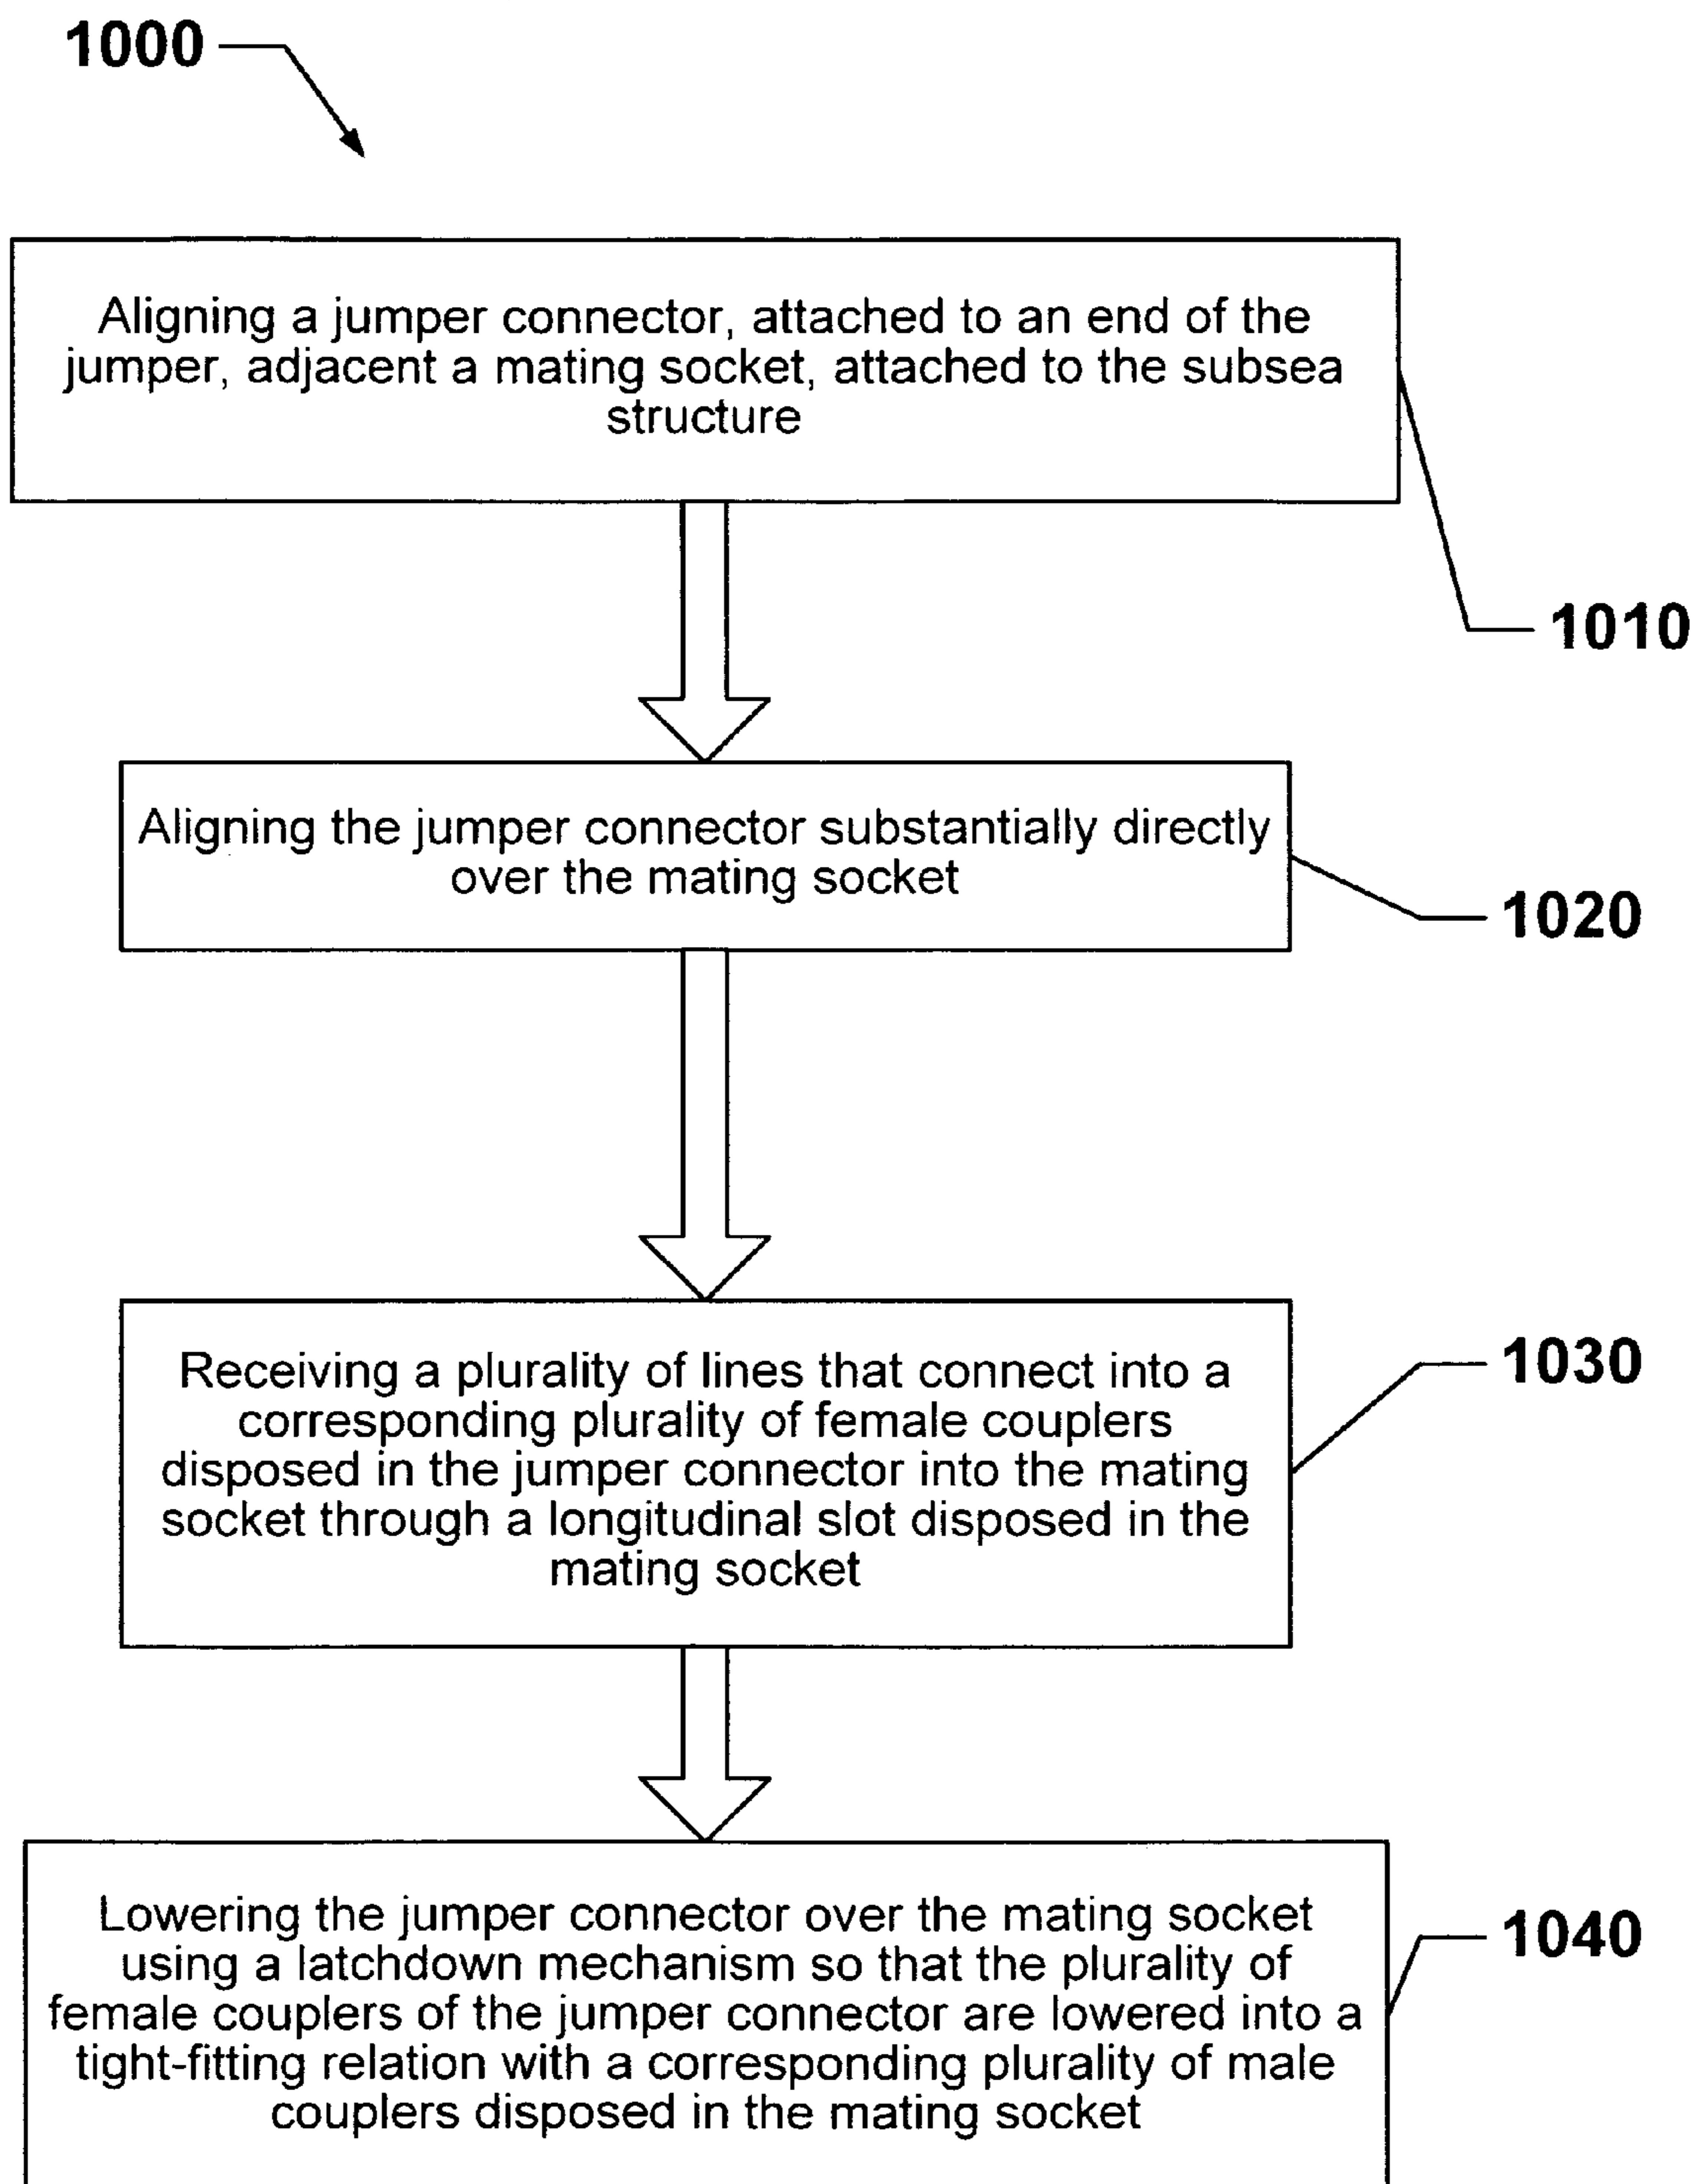 1000
Aligning a jumper connector, attached to an end of the
jumper, adjacent a mating socket, attached to the subsea
structure
1010
Aligning the jumper connector substantially directly
over the mating socket
1020
Receiving a plurality of lines that connect into a
corresponding plurality of female couplers
disposed in the jumper connector into the mating
socket through a longitudinal slot disposed in the
mating socket
1030
Lowering the jumper connector over the mating socket
using a latchdown mechanism so that the plurality of
female couplers of the jumper connector are lowered into a
tight-fitting relation with a corresponding plurality of male
couplers disposed in the mating socket
1040